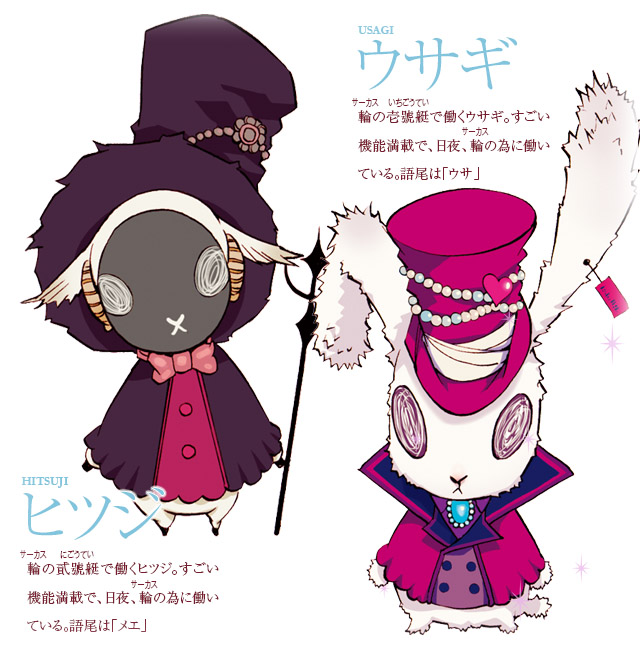 USAGI
ウサギ
サーカス いちごうてい
輪の壱號艇で働くウサギ。すごい
サーカス
機能満載で、日夜、輪の為に働い
ている。語尾は「ウサ」
HITSUJI
ヒツジ
サーカス にごうてい
輪の貳號艇で働くヒツジ。すごい
サーカス
機能満載で、日夜、輪の為に働い
ている。語尾は「メエ」